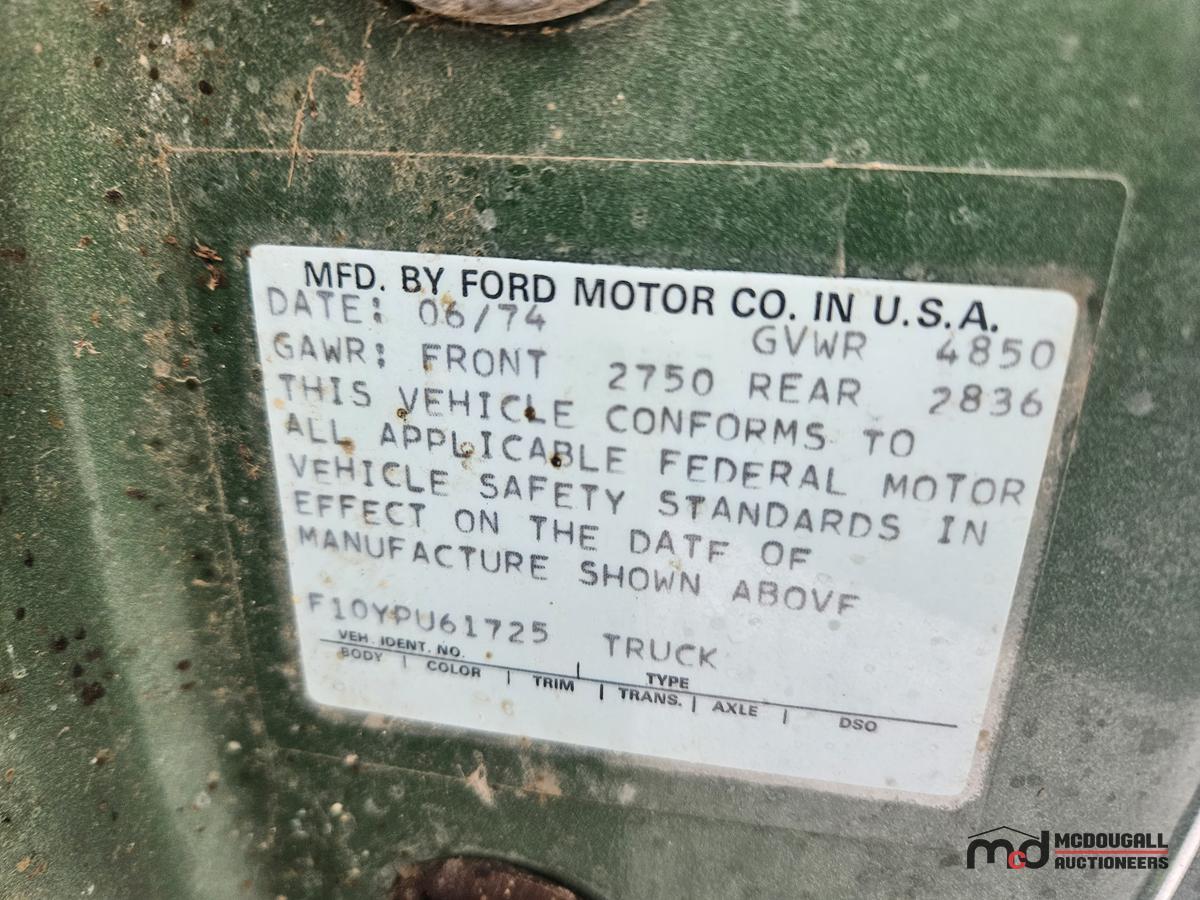 MFD. BY FORD MOTOR CO. IN U.S.A.
DATE: 06/74 GVWR 4850
GAWR: FRONT 2750 REAR 2836
THIS VEHICLE CONFORMS TO
ALL APPLICABLE FEDERAL MOTOR
VEHICLE SAFETY STANDARDS IN
EFFECT ON THE DATE OF
MANUFACTURE SHOWN ABOVE
F10YPU61725 TRUCK
VEH. IDENT. NO. TYPE
BODY | COLOR | TRIM | TRANS. | AXLE | DSO
mcd MCDOUGALL
AUCTIONEERS